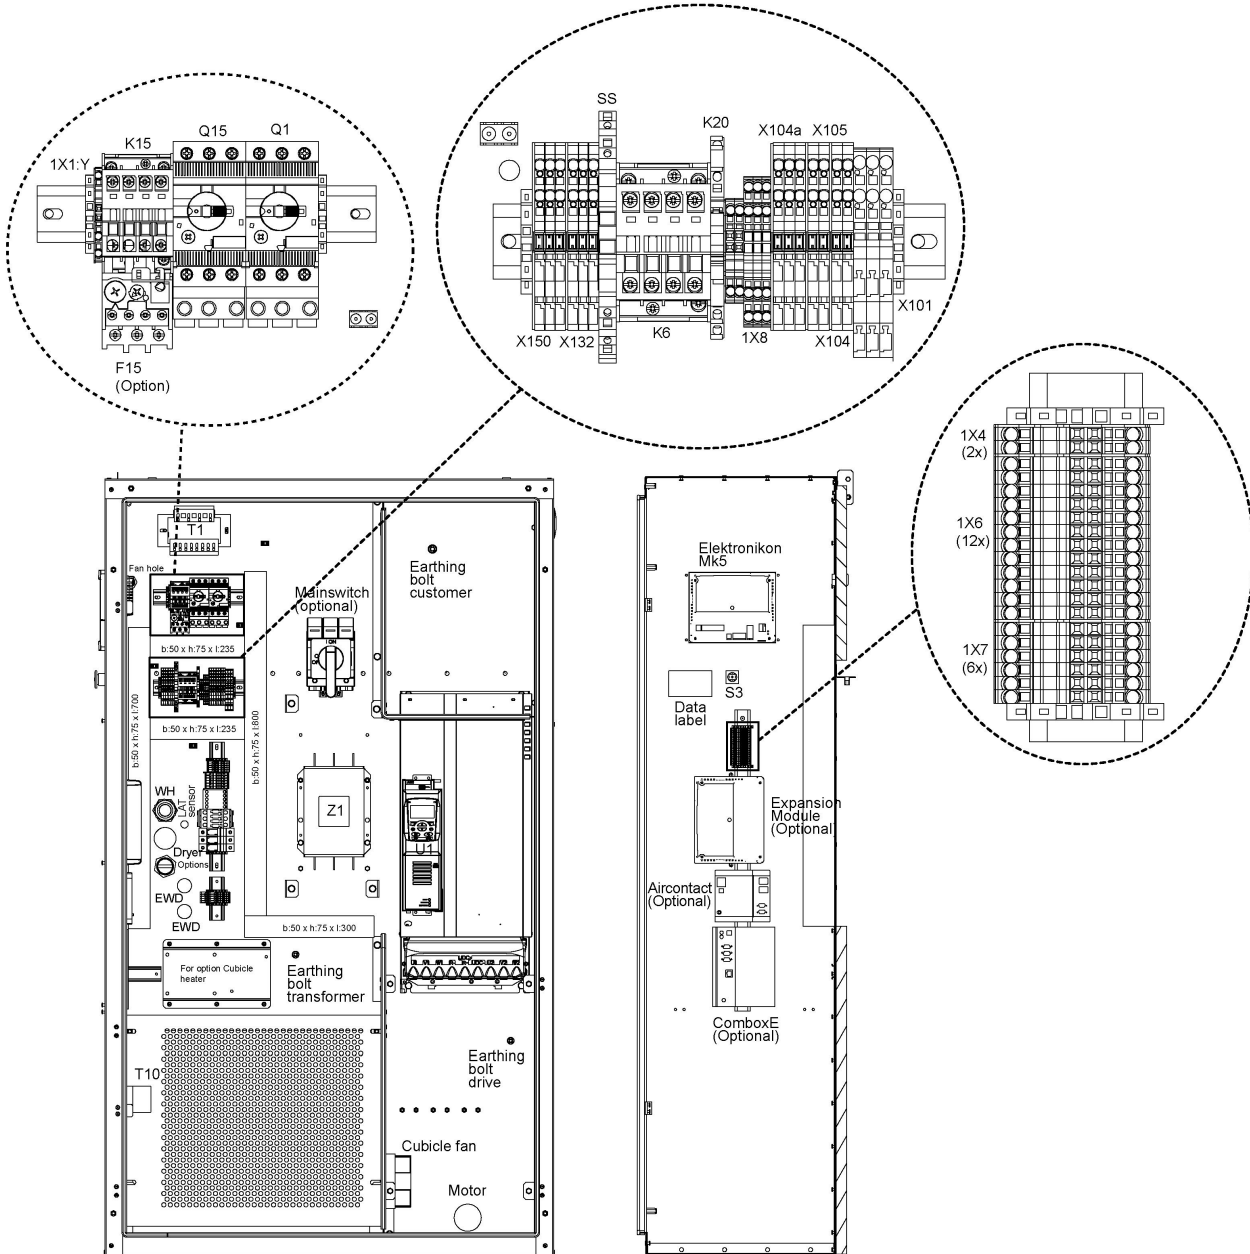 SS
K20
Q15
Q1
K15
1X1:Y
X104a
X105
F15
(Option)
X150
X132
K6
1X8
X104
X101
1X4
(2x)
1X6
(12x)
1X7
(6x)
T1
Fan hole
Mainswitch
(optional)
ON
Earthing
bolt
customer
b:50 x h:75 x l:235
b:50 x h:75 x l:235
b:50 x h:75 x l:700
b:50 x h:75 x l:800
WH
LAT
sensor
Dryer
Options
EWD
EWD
Z1
U1
b:50 x h:75 x l:300
For option Cubicle
heater
Earthing
bolt
transformer
T10
Earthing
bolt
drive
Cubicle fan
Motor
Elektronikon
Mk5
S3
Data
label
Expansion
Module
(Optional)
Aircontact
(Optional)
ComboxE
(Optional)